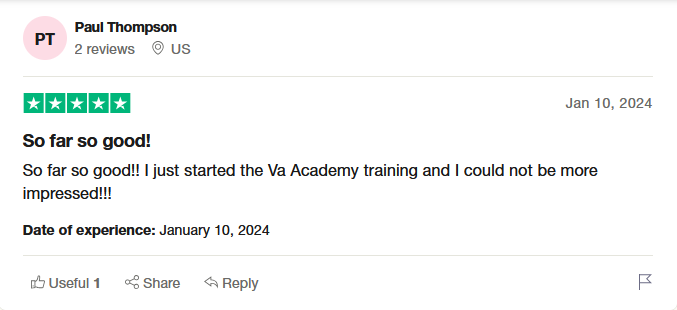 PT
Paul Thompson
2 reviews US
Jan 10, 2024
So far so good!
So far so good!! I just started the Va Academy training and I could not be more
impressed!!!
Date of experience: January 10, 2024
Useful 1 Share Reply